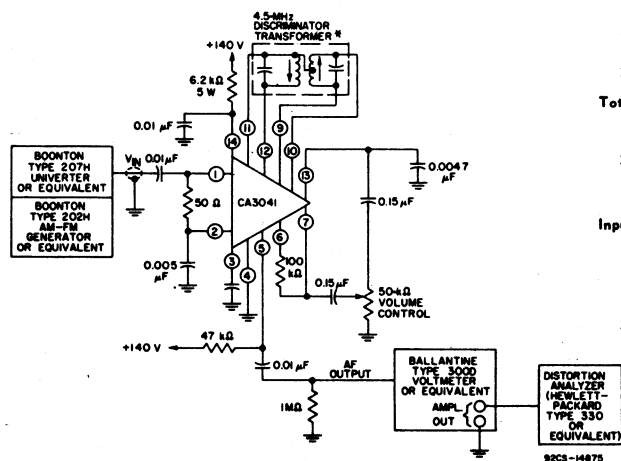 4.5-MHz
DISCRIMINATOR
TRANSFORMER *
+140 V
6.2 kΩ
5 W
0.01 µF
11
9
12
10
14
13
BOONTON
TYPE 207H
UNIVERTER
OR EQUIVALENT
BOONTON
TYPE 202H
AM-FM
GENERATOR
OR EQUIVALENT
VIN
0.01 µF
1
50 Ω
2
0.005
µF
CA3041
3
4
5
6
7
100
kΩ
0.15 µF
0.15 µF
0.0047
µF
50-kΩ
VOLUME
CONTROL
+140 V
47 kΩ
0.01 µF
1MΩ
AF
OUTPUT
BALLANTINE
TYPE 300D
VOLTMETER
OR EQUIVALENT
AMPL.
OUT
DISTORTION
ANALYZER
(HEWLETT-
PACKARD
TYPE 330
OR
EQUIVALENT)
92CS-14875
Tot
Inpu